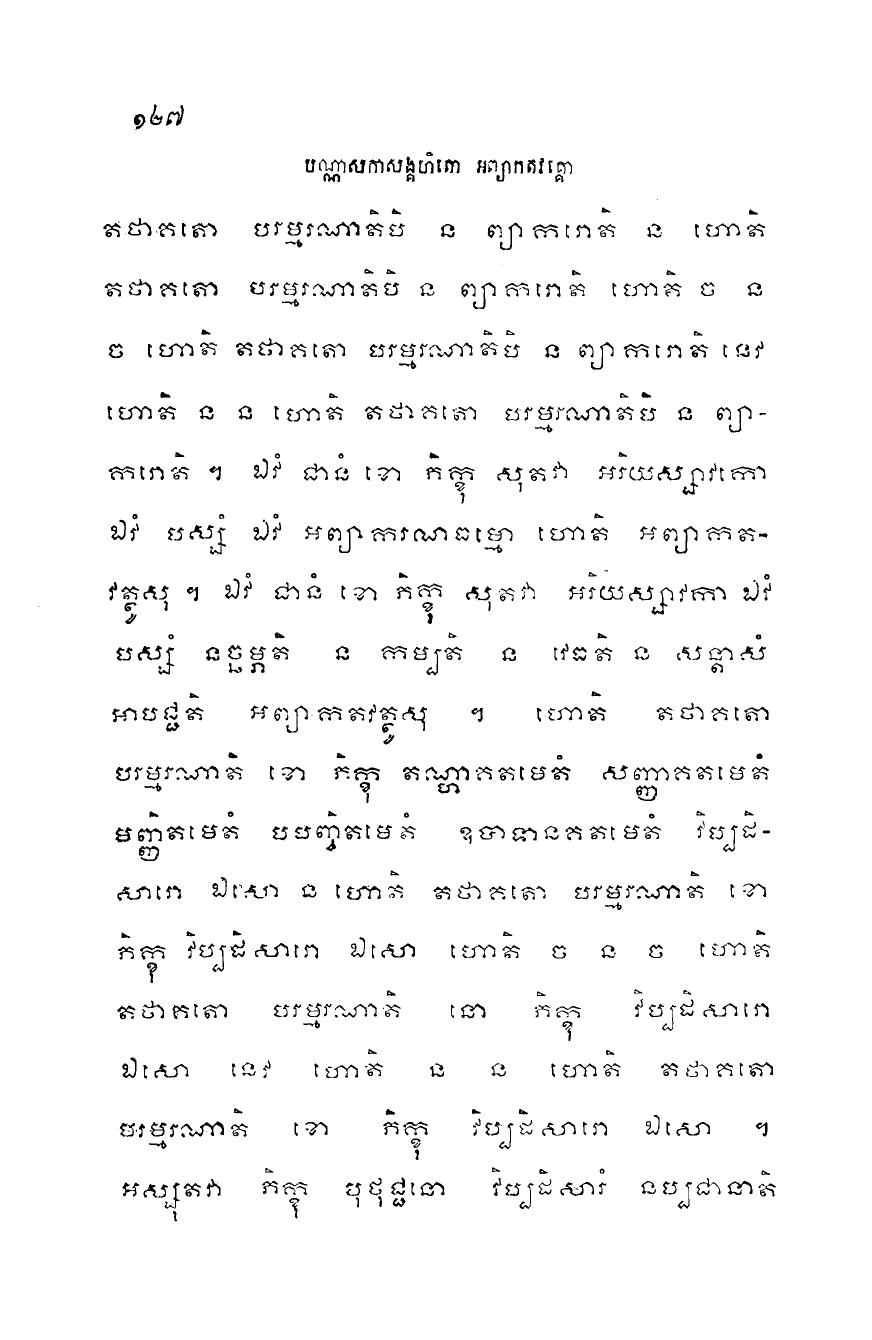 ១២៧
បណ្ណាសកាសង្គហិតោ អព្យាកតវគ្គោ
តថាគតោ បរម្មរណាតិបិ ន ព្យាករោតិ ន ហោតិ
តថាគតោ បរម្មរណាតិបិ ន ព្យាករោតិ ហោតិ ច ន
ច ហោតិ តថាគតោ បរម្មរណាតិបិ ន ព្យាករោតិ នេវ
ហោតិ ន ន ហោតិ តថាគតោ បរម្មរណាតិបិ ន ព្យា-
ករោតិ ។ ឯវំ ជានំ ខោ ភិក្ខុ សុតវា អរិយស្សាវកោ
ឯវំ បស្សំ ឯវំ អព្យាករណធម្មោ ហោតិ អព្យាកត-
វត្ថូសុ ។ ឯវំ ជានំ ខោ ភិក្ខុ សុតវា អរិយស្សាវកោ ឯវំ
បស្សំ នច្ឆម្ភតិ ន កម្បតិ ន វេធតិ ន សន្តាសំ
អាបជ្ជតិ អព្យាកតវត្ថូសុ ។ ហោតិ តថាគតោ
បរម្មរណាតិ ខោ ភិក្ខុ តណ្ហាគតមេតំ សញ្ញាគតមេតំ
មញ្ញិតមេតំ បបញ្ចិតមេតំ ឧបាទានគតមេតំ វិប្បដិ-
សារោ ឯសោ ន ហោតិ តថាគតោ បរម្មរណាតិ ខោ
ភិក្ខុ វិប្បដិសារោ ឯសោ ហោតិ ច ន ច ហោតិ
តថាគតោ បរម្មរណាតិ នោ ភិក្ខុ វិប្បដិសារោ
ឯសោ នេវ ហោតិ ន ន ហោតិ តថាគតោ
បរម្មរណាតិ ខោ ភិក្ខុ វិប្បដិសារោ ឯសោ ។
អស្សុតវា ភិក្ខុ បុថុជ្ជនោ វិប្បដិសារំ នប្បជានាតិ